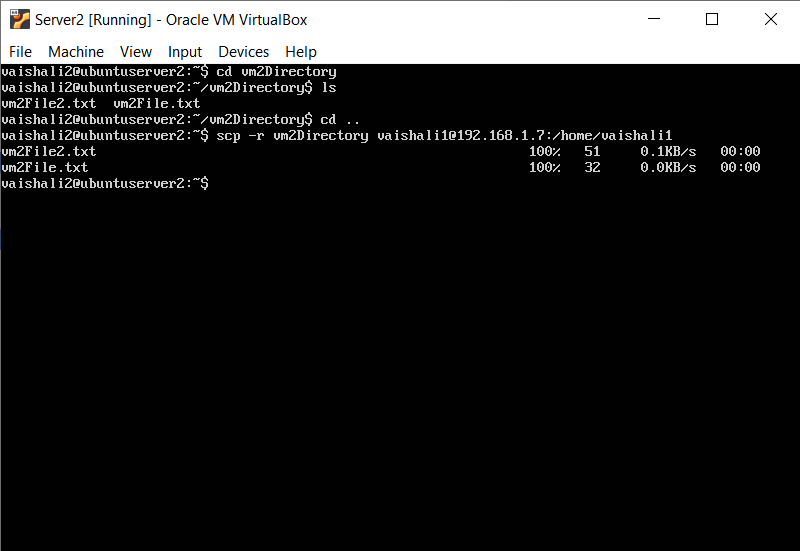 Server2 [Running] - Oracle VM VirtualBox
File Machine View Input Devices Help
vaishali2@ubuntuserver2:~$ cd vm2Directory
vaishali2@ubuntuserver2:~/vm2Directory$ ls
vm2File2.txt  vm2File.txt
vaishali2@ubuntuserver2:~/vm2Directory$ cd ..
vaishali2@ubuntuserver2:~$ scp -r vm2Directory vaishali1@192.168.1.7:/home/vaishali1
vm2File2.txt 100% 51 0.1KB/s 00:00
vm2File.txt 100% 32 0.0KB/s 00:00
vaishali2@ubuntuserver2:~$